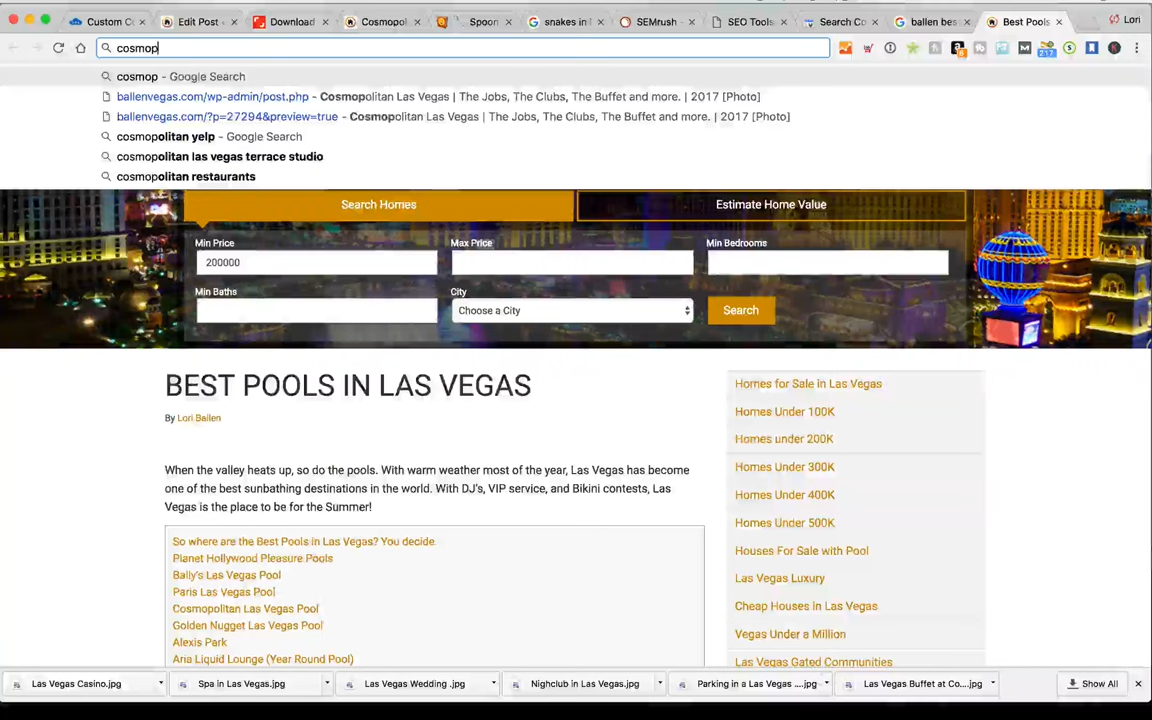 Custom C
Edit Post
Download
Cosmopol
Spoon
snakes in
SEMrush
SEO Tools
Search Co
ballen bes
Best Pools
Lori
cosmop
217
cosmop - Google Search
ballenvegas.com/wp-admin/post.php - Cosmopolitan Las Vegas | The Jobs, The Clubs, The Buffet and more. | 2017 [Photo]
ballenvegas.com/?p=27294&preview=true - Cosmopolitan Las Vegas | The Jobs, The Clubs, The Buffet and more. | 2017 [Photo]
cosmopolitan yelp - Google Search
cosmopolitan las vegas terrace studio
cosmopolitan restaurants
Search Homes
Estimate Home Value
Min Price
Max Price
Min Bedrooms
200000
Min Baths
City
Choose a City
Search
BEST POOLS IN LAS VEGAS
By Lori Ballen
When the valley heats up, so do the pools. With warm weather most of the year, Las Vegas has become
one of the best sunbathing destinations in the world. With DJ's, VIP service, and Bikini contests, Las
Vegas is the place to be for the Summer!
So where are the Best Pools in Las Vegas? You decide.
Planet Hollywood Pleasure Pools
Bally's Las Vegas Pool
Paris Las Vegas Pool
Cosmopolitan Las Vegas Pool
Golden Nugget Las Vegas Pool
Alexis Park
Aria Liquid Lounge (Year Round Pool)
Homes for Sale in Las Vegas
Homes Under 100K
Homes under 200K
Homes Under 300K
Homes Under 400K
Homes Under 500K
Houses For Sale with Pool
Las Vegas Luxury
Cheap Houses in Las Vegas
Vegas Under a Million
Las Vegas Gated Communities
Las Vegas Casino.jpg
Spa in Las Vegas.jpg
Las Vegas Wedding .jpg
Nighclub in Las Vegas.jpg
Parking in a Las Vegas ....jpg
Las Vegas Buffet at Co....jpg
Show All